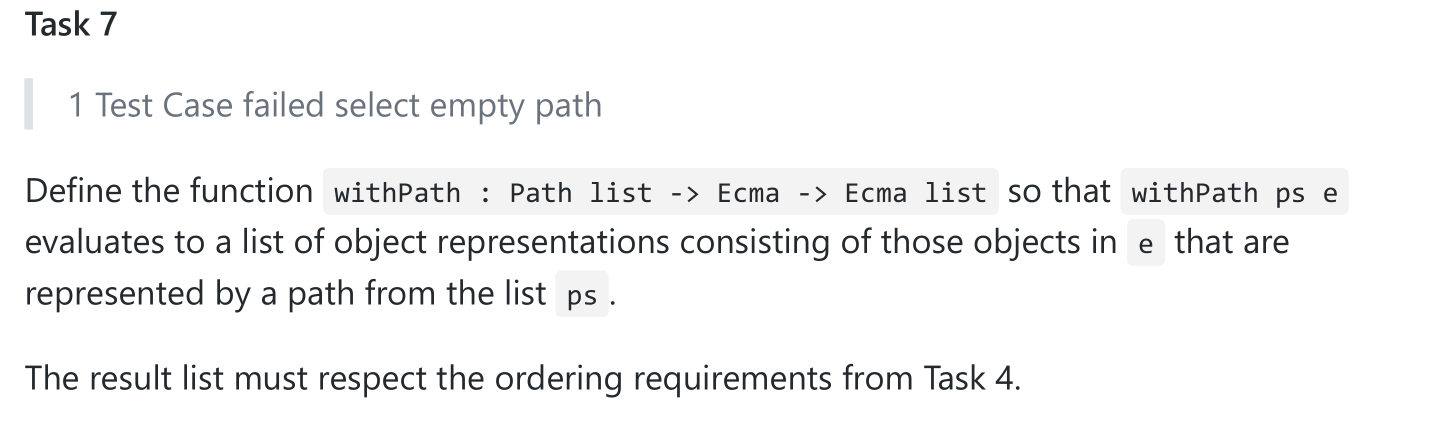 Task 7
1 Test Case failed select empty path
Define the function withPath : Path list -> Ecma -> Ecma list so that withPath ps e
evaluates to a list of object representations consisting of those objects in e that are
represented by a path from the list ps .
The result list must respect the ordering requirements from Task 4.